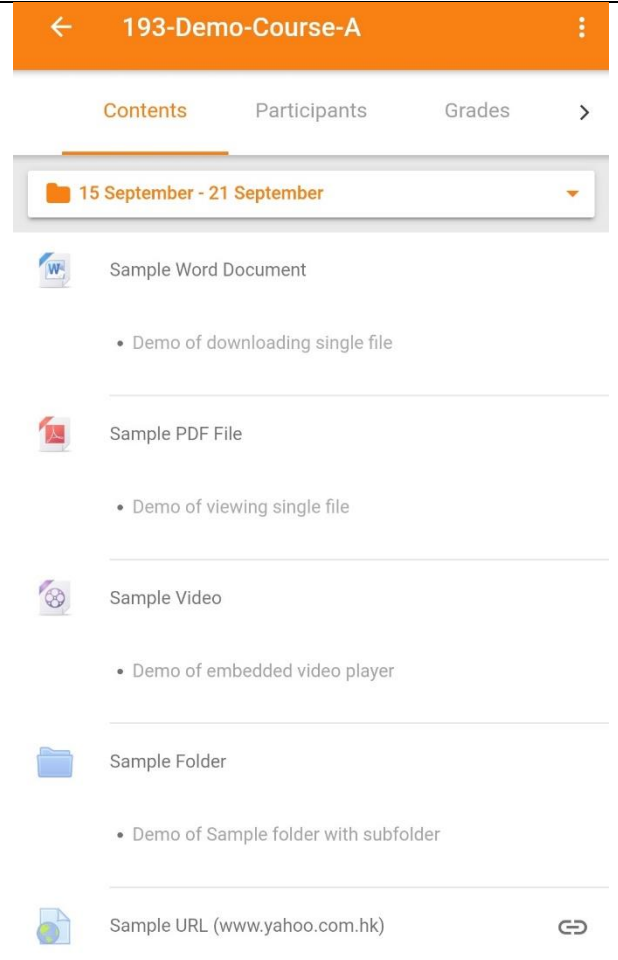 193-Demo-Course-A
Contents Participants Grades
15 September - 21 September
Sample Word Document
• Demo of downloading single file
Sample PDF File
• Demo of viewing single file
Sample Video
• Demo of embedded video player
Sample Folder
• Demo of Sample folder with subfolder
Sample URL (www.yahoo.com.hk)